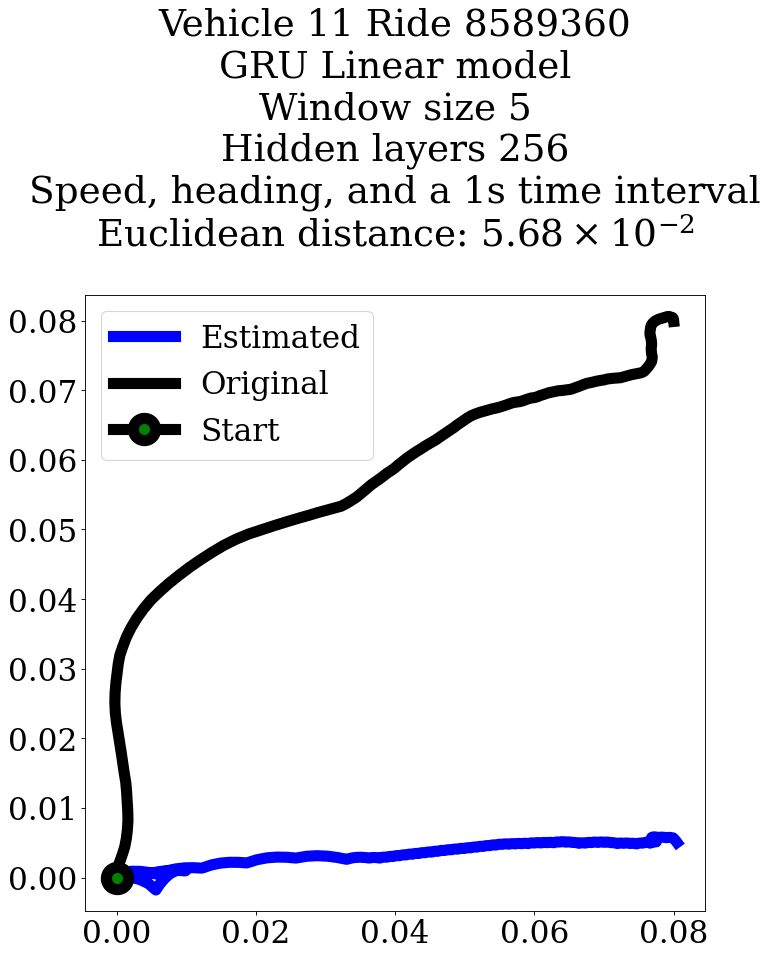 Vehicle 11 Ride 8589360
GRU Linear model
Window size 5
Hidden layers 256
Speed, heading, and a 1s time interval
Euclidean distance: 5.68 × 10⁻²
Estimated
Original
Start
0.08
0.07
0.06
0.05
0.04
0.03
0.02
0.01
0.00
0.00 0.02 0.04 0.06 0.08